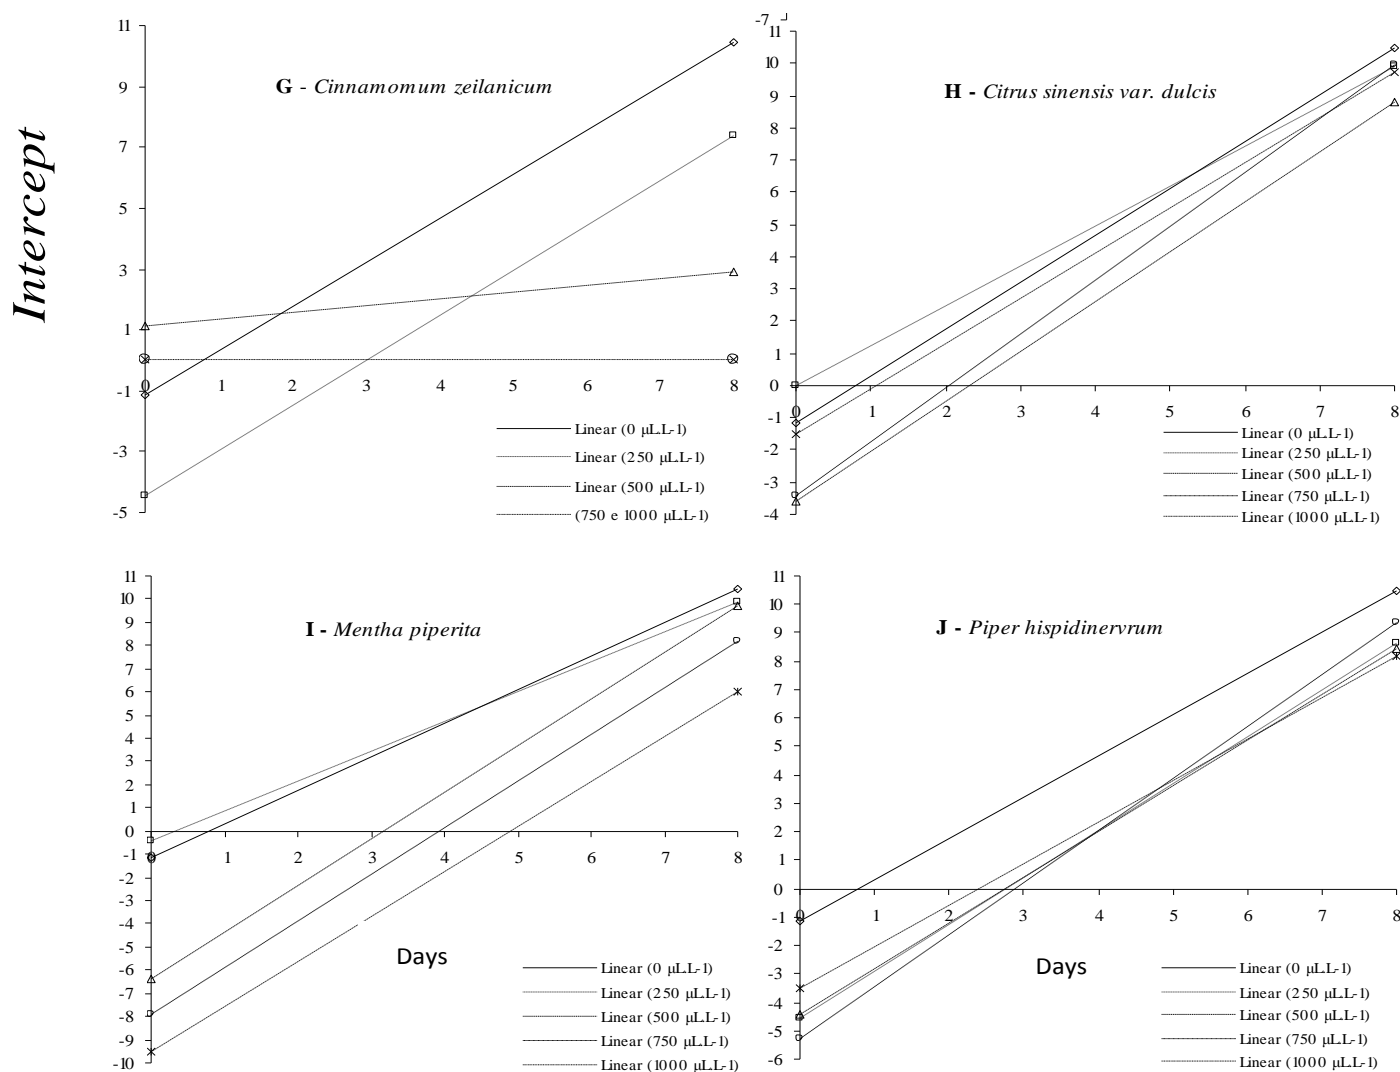 Intercept
G - Cinnamomum zeilanicum
11
9
7
5
3
1
-1
-3
-5
0 1 2 3 4 5 6 7 8
Linear (0 µL.L-1)
Linear (250 µL.L-1)
Linear (500 µL.L-1)
(750 e 1000 µL.L-1)
-7
H - Citrus sinensis var. dulcis
11
10
9
8
7
6
5
4
3
2
1
0
-1
-2
-3
-4
0 1 2 3 4 5 6 7 8
Linear (0 µL.L-1)
Linear (250 µL.L-1)
Linear (500 µL.L-1)
Linear (750 µL.L-1)
Linear (1000 µL.L-1)
I - Mentha piperita
11
10
9
8
7
6
5
4
3
2
1
0
-1
-2
-3
-4
-5
-6
-7
-8
-9
-10
1 2 3 4 5 6 7 8
Days
Linear (0 µL.L-1)
Linear (250 µL.L-1)
Linear (500 µL.L-1)
Linear (750 µL.L-1)
Linear (1000 µL.L-1)
J - Piper hispidinervrum
11
10
9
8
7
6
5
4
3
2
1
0
-1
-2
-3
-4
-5
-6
0 1 2 3 4 5 6 7 8
Days
Linear (0 µL.L-1)
Linear (250 µL.L-1)
Linear (500 µL.L-1)
Linear (750 µL.L-1)
Linear (1000 µL.L-1)